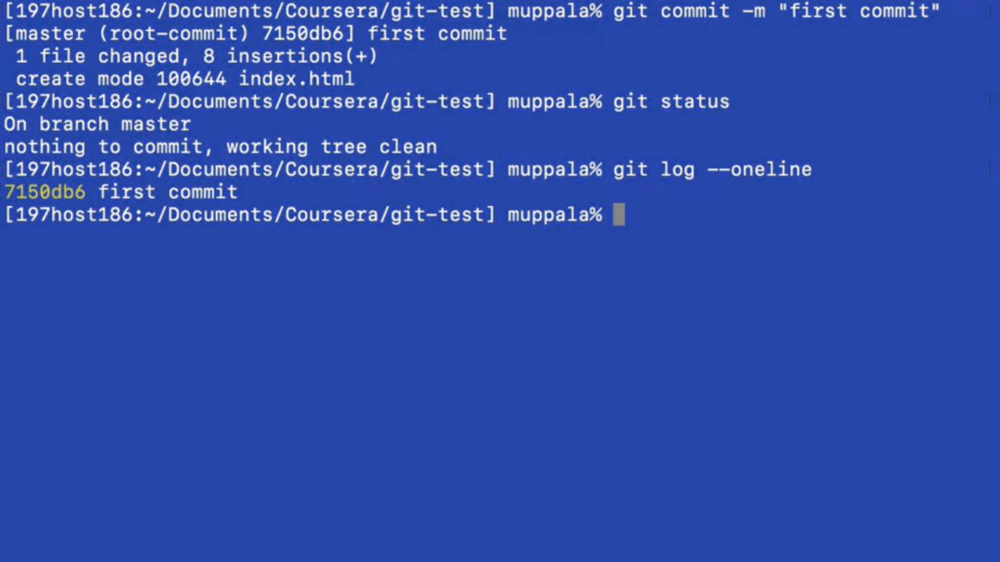 [197host186:~/Documents/Coursera/git-test] muppala% git commit -m "first commit"
[master (root-commit) 7150db6] first commit
 1 file changed, 8 insertions(+)
 create mode 100644 index.html
[197host186:~/Documents/Coursera/git-test] muppala% git status
On branch master
nothing to commit, working tree clean
[197host186:~/Documents/Coursera/git-test] muppala% git log --oneline
7150db6 first commit
[197host186:~/Documents/Coursera/git-test] muppala%